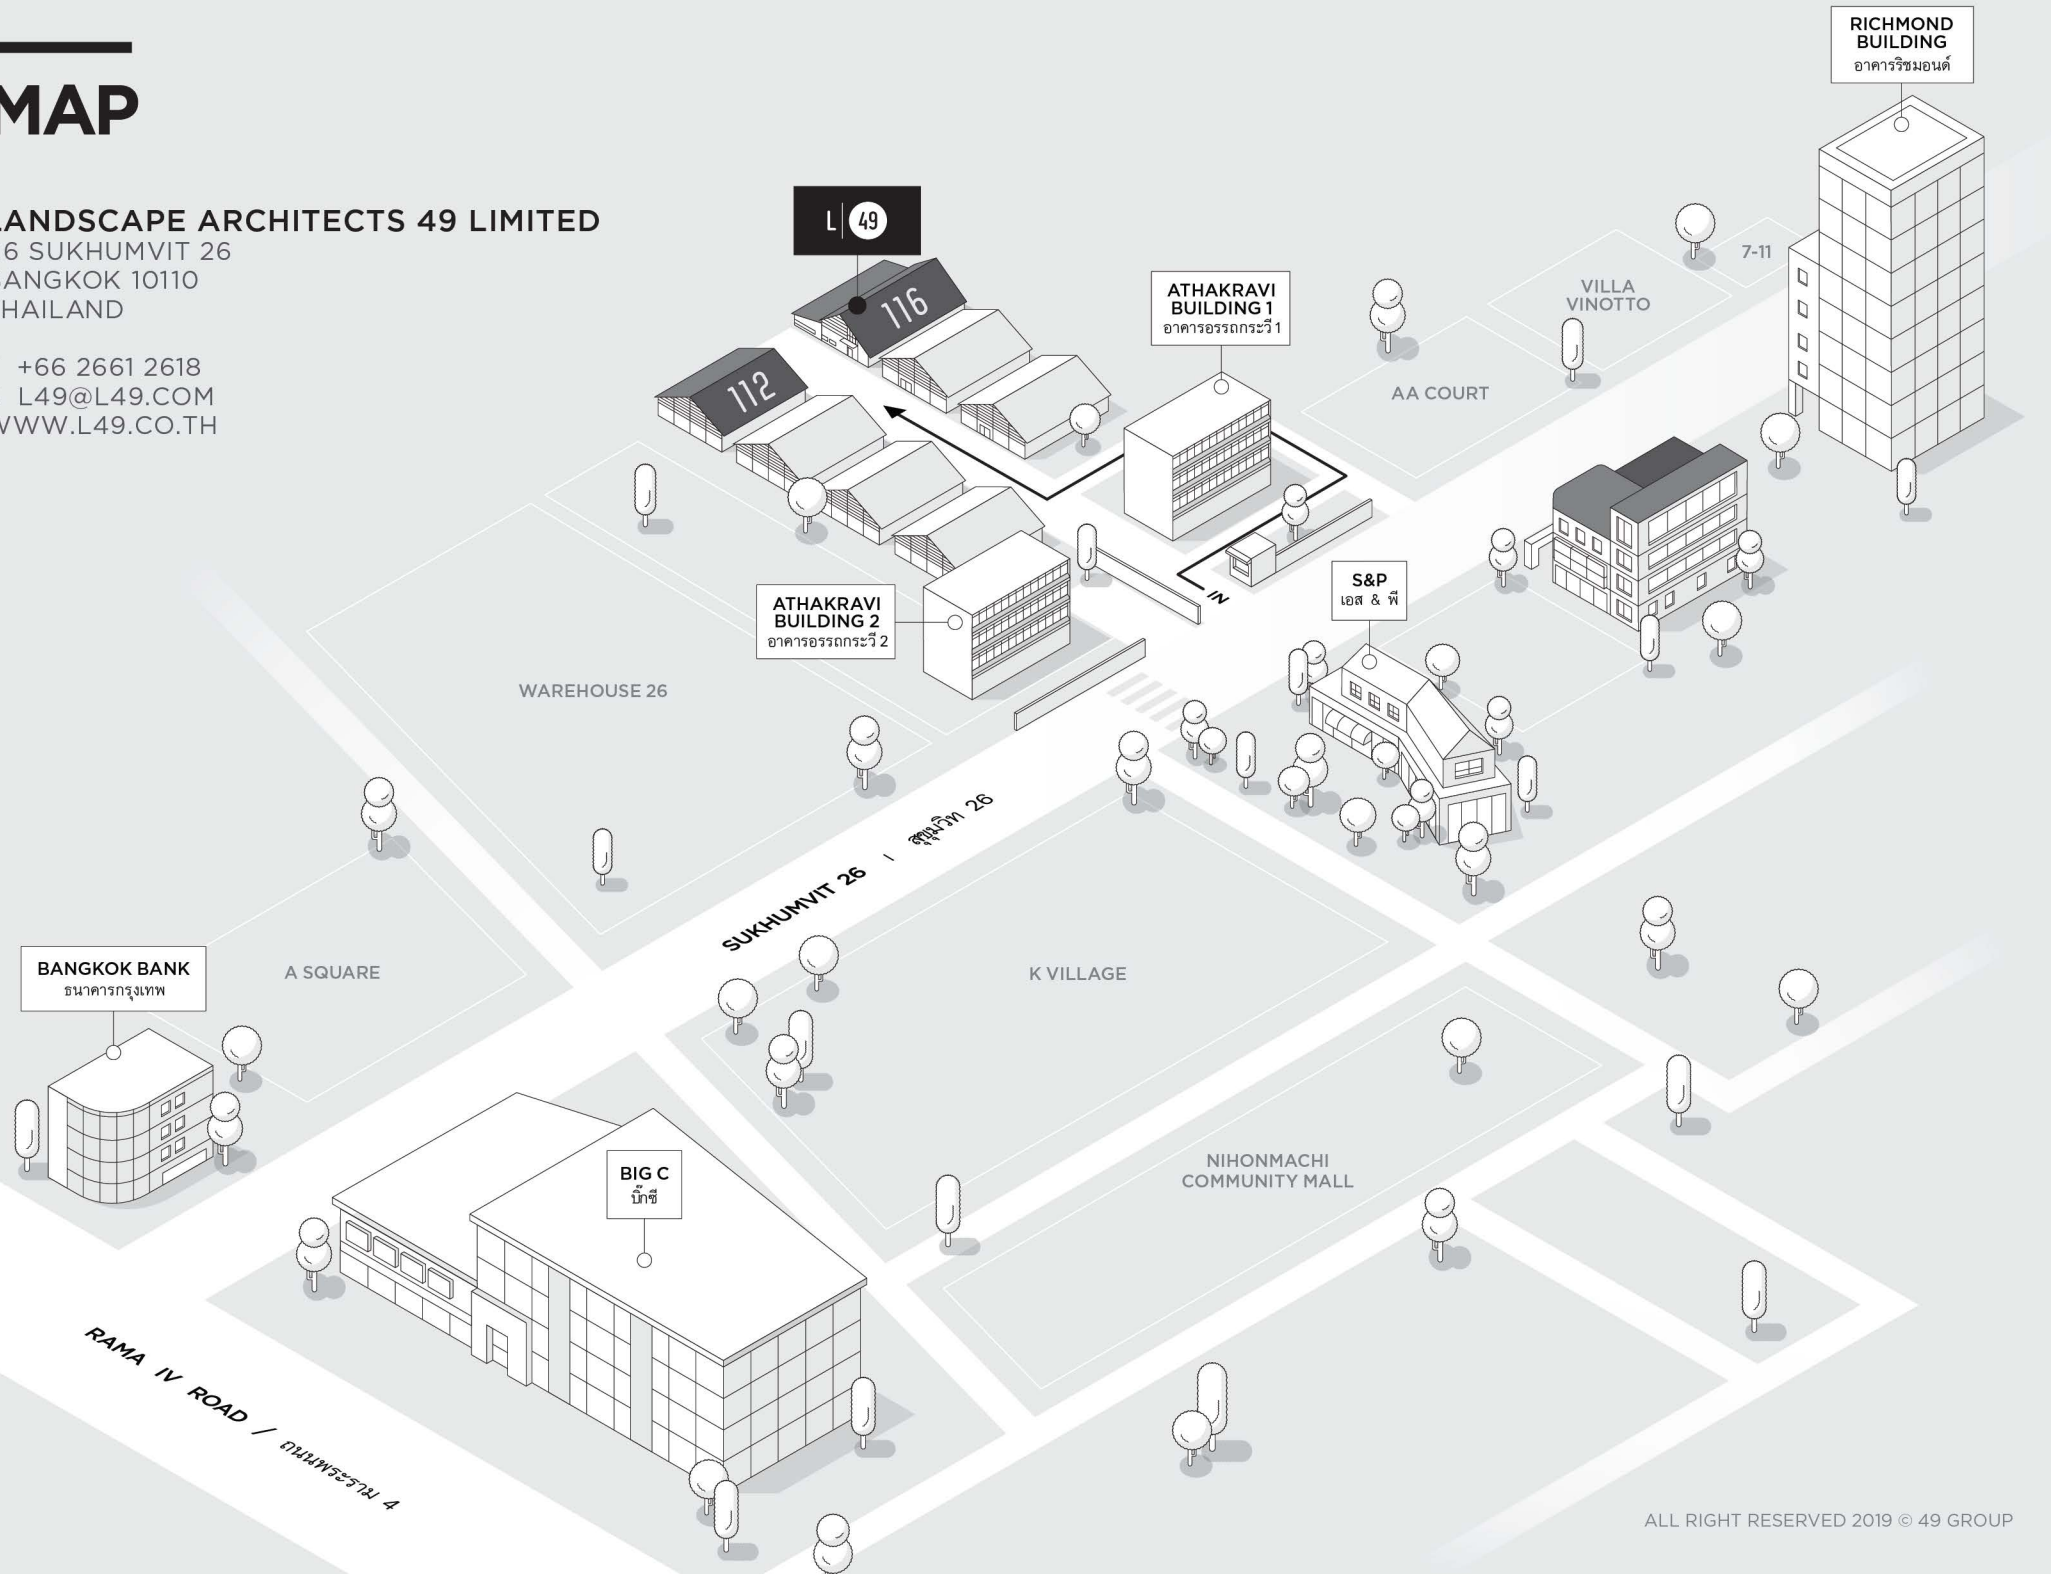 MAP
LANDSCAPE ARCHITECTS 49 LIMITED
6 SUKHUMVIT 26
BANGKOK 10110
THAILAND
+66 2661 2618
L49@L49.COM
WWW.L49.CO.TH
RICHMOND
BUILDING
อาคารริชมอนด์
L|49
116
112
ATHAKRAVI
BUILDING 1
อาคารอรรถกระวี 1
7-11
VILLA
VINOTTO
AA COURT
IN
S&P
เอส & พี
ATHAKRAVI
BUILDING 2
อาคารอรรถกระวี 2
WAREHOUSE 26
SUKHUMVIT 26 | สุขุมวิท 26
BANGKOK BANK
ธนาคารกรุงเทพ
A SQUARE
K VILLAGE
BIG C
บิ๊กซี
NIHONMACHI
COMMUNITY MALL
RAMA IV ROAD / ถนนพระราม 4
ALL RIGHT RESERVED 2019 © 49 GROUP